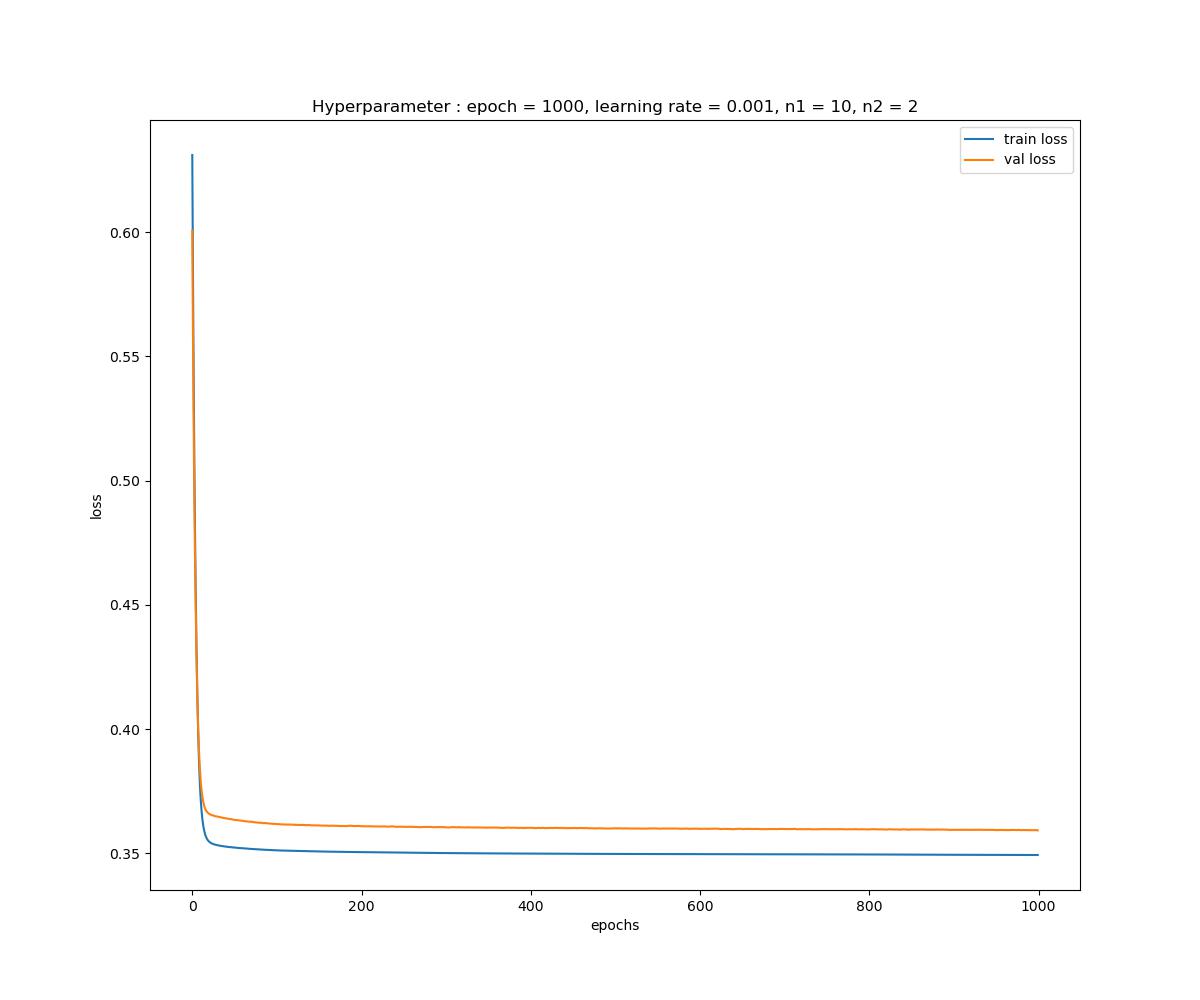 Hyperparameter : epoch = 1000, learning rate = 0.001, n1 = 10, n2 = 2
train loss
val loss
0.60
0.55
0.50
0.45
0.40
0.35
loss
0
200
400
600
800
1000
epochs